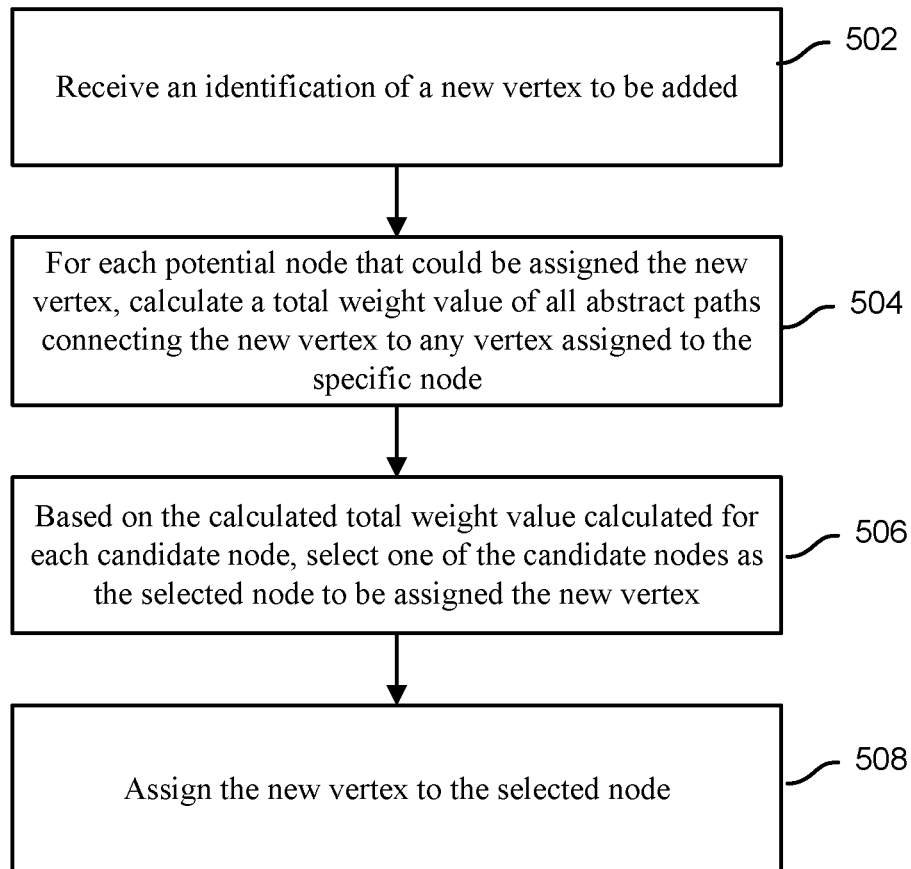 502
Receive an identification of a new vertex to be added
For each potential node that could be assigned the new
vertex, calculate a total weight value of all abstract paths
connecting the new vertex to any vertex assigned to the
specific node
504
Based on the calculated total weight value calculated for
each candidate node, select one of the candidate nodes as
the selected node to be assigned the new vertex
506
Assign the new vertex to the selected node
508